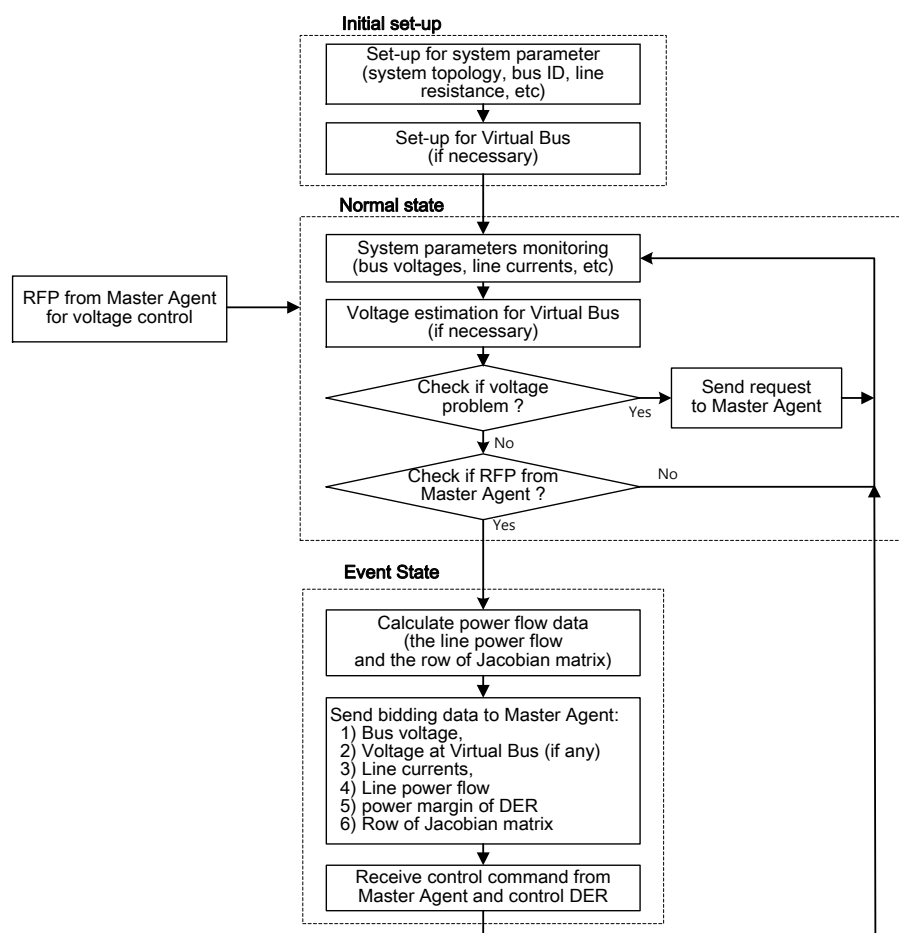 Initial set-up
Set-up for system parameter
(system topology, bus ID, line
resistance, etc)
Set-up for Virtual Bus
(if necessary)
Normal state
System parameters monitoring
(bus voltages, line currents, etc)
RFP from Master Agent
for voltage control
Voltage estimation for Virtual Bus
(if necessary)
Check if voltage
problem ?
Yes
Send request
to Master Agent
No
Check if RFP from
Master Agent ?
No
Yes
Event State
Calculate power flow data
(the line power flow
and the row of Jacobian matrix)
Send bidding data to Master Agent:
1) Bus voltage,
2) Voltage at Virtual Bus (if any)
3) Line currents,
4) Line power flow
5) power margin of DER
6) Row of Jacobian matrix
Receive control command from
Master Agent and control DER